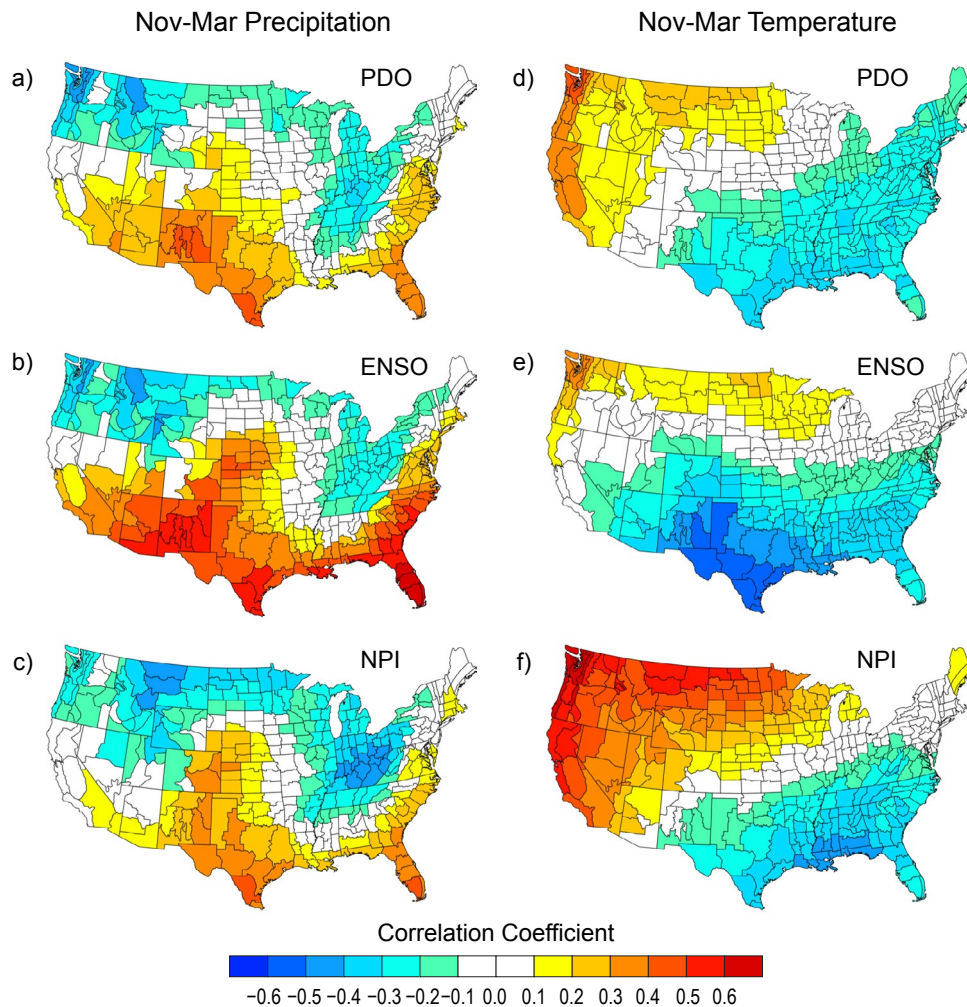 Nov-Mar Precipitation
Nov-Mar Temperature
a) PDO
d) PDO
b) ENSO
e) ENSO
c) NPI
f) NPI
Correlation Coefficient
−0.6 −0.5 −0.4 −0.3 −0.2 −0.1 0.0 0.1 0.2 0.3 0.4 0.5 0.6